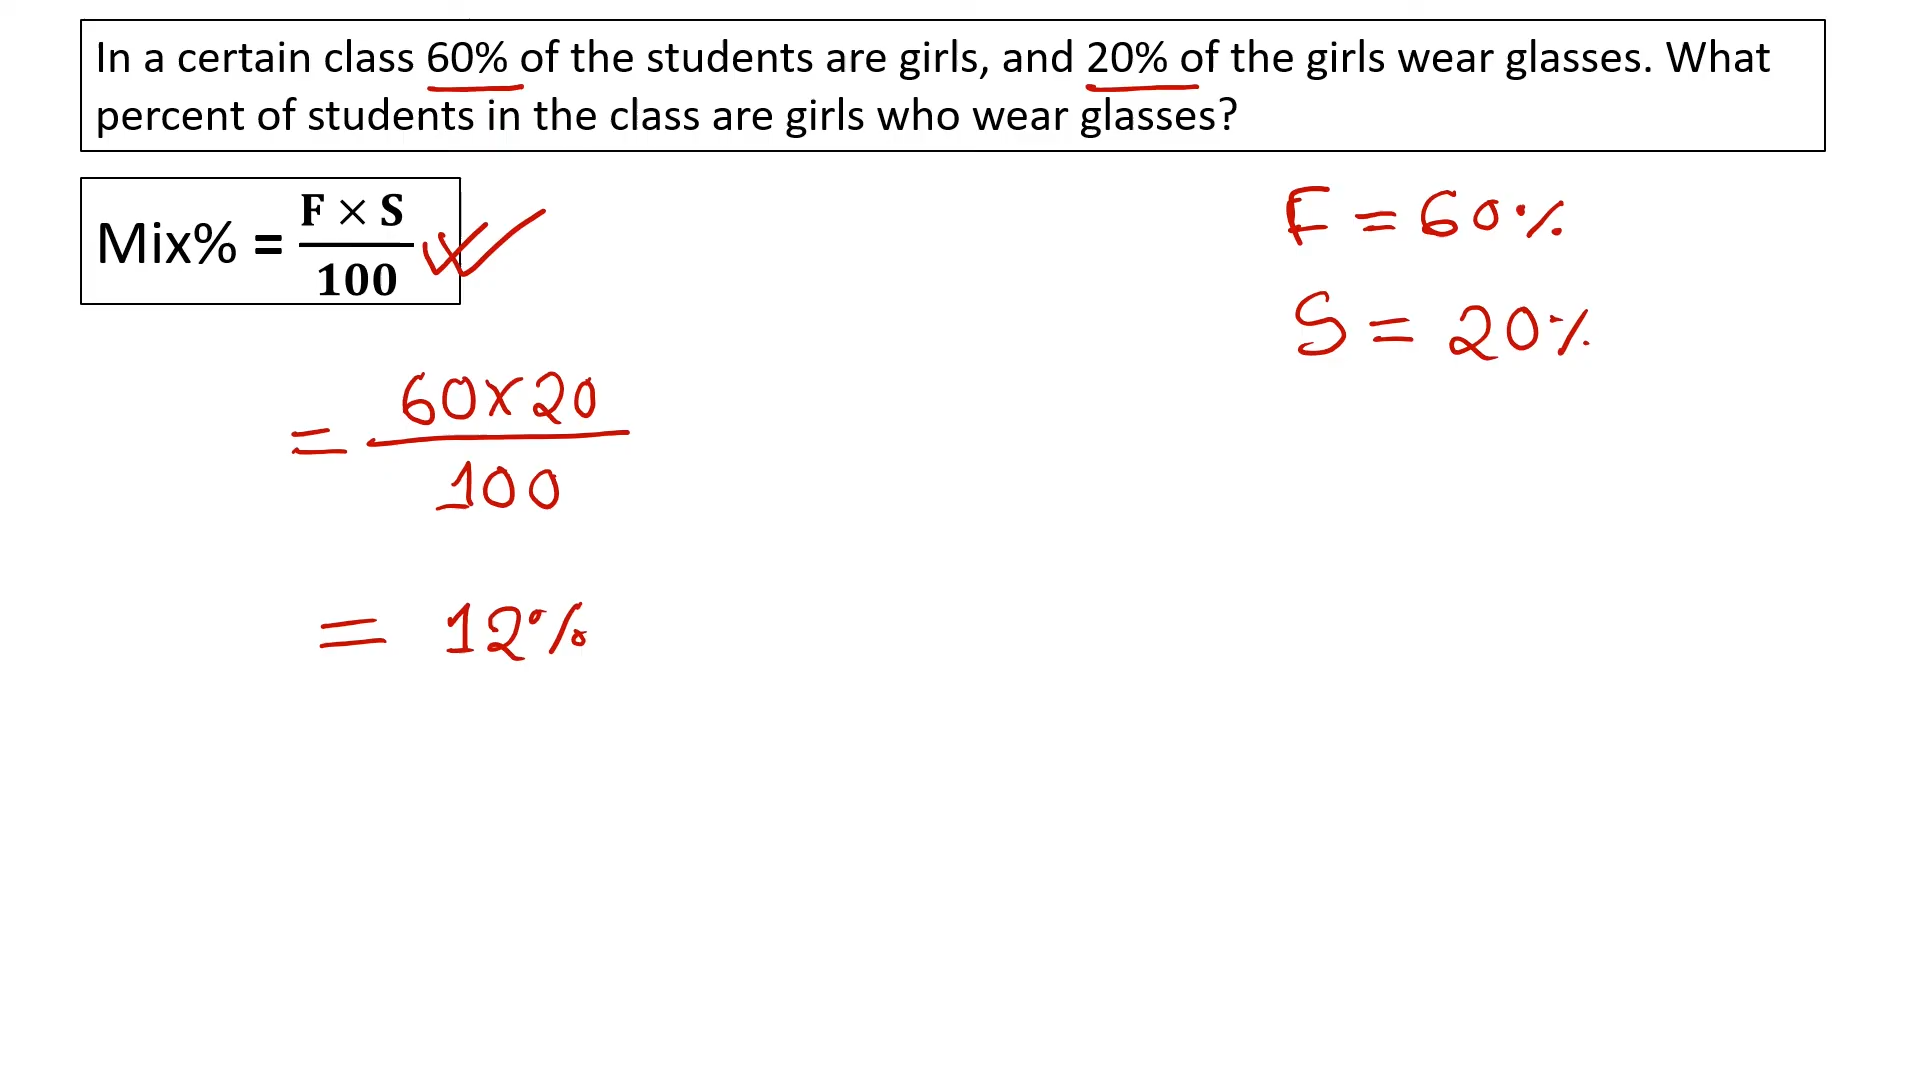 In a certain class 60% of the students are girls, and 20% of the girls wear glasses. What
percent of students in the class are girls who wear glasses?
Mix% = F × S / 100
F = 60%
S = 20%
= 60 × 20 / 100
= 12%